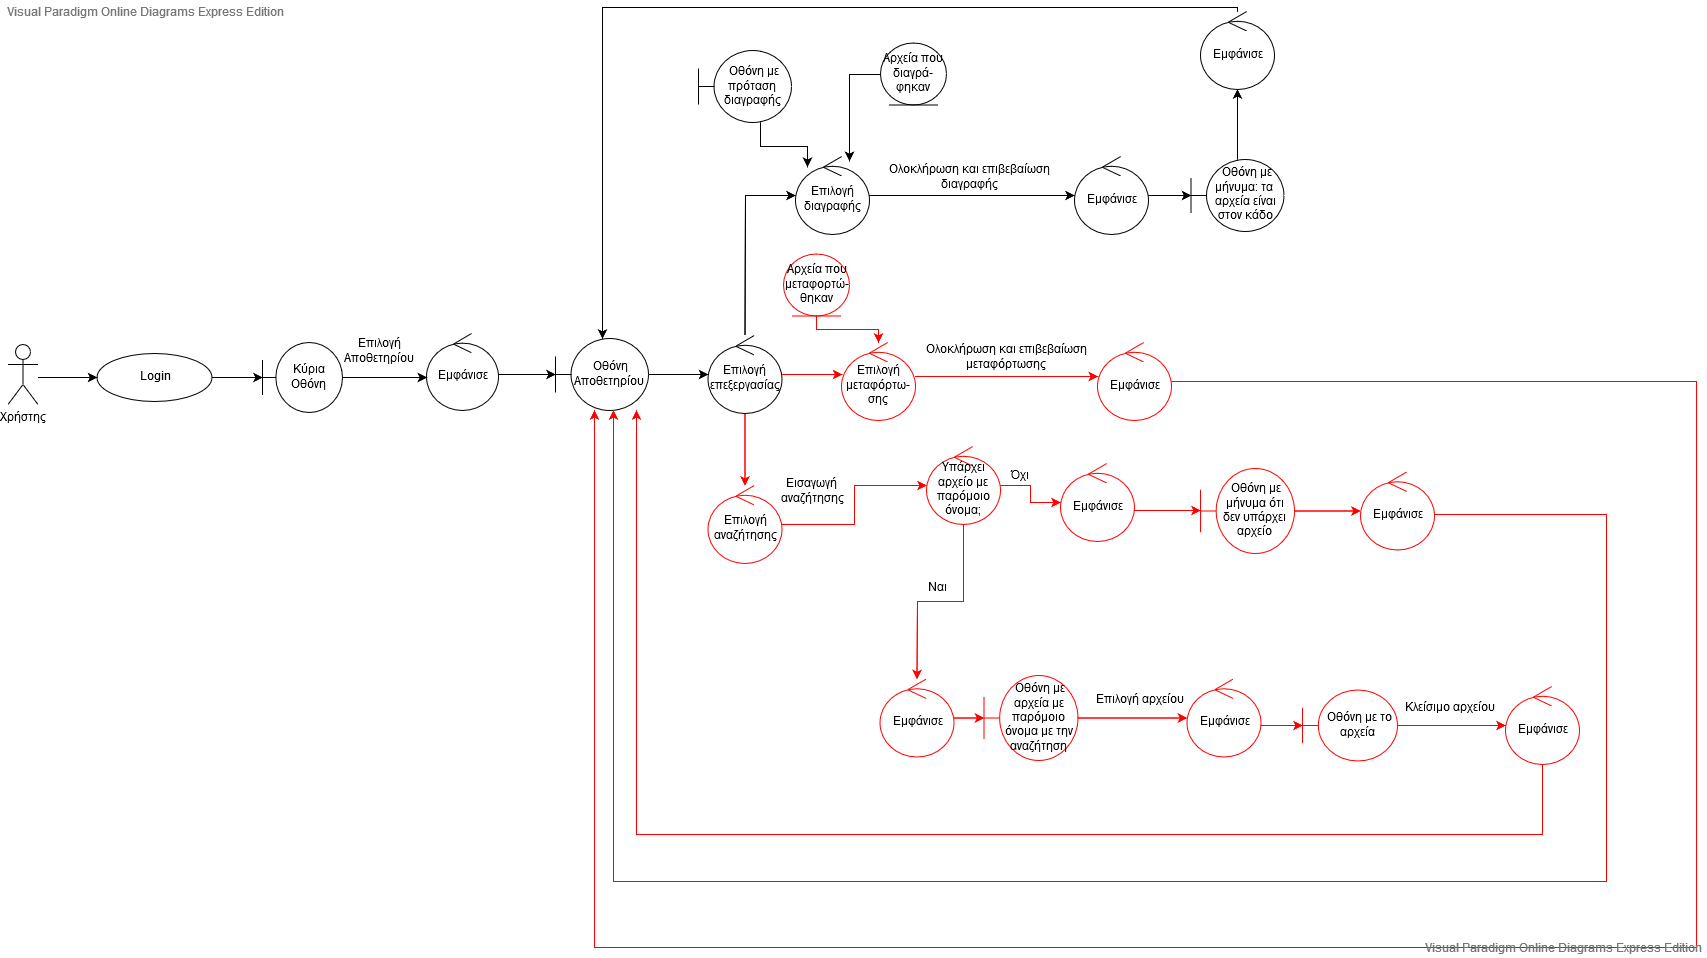 Visual Paradigm Online Diagrams Express Edition
Εμφάνισε
Οθόνη με
πρόταση
διαγραφής
Αρχεία που
διαγρά-
φηκαν
Επιλογή
διαγραφής
Ολοκλήρωση και επιβεβαίωση
διαγραφής
Εμφάνισε
Οθόνη με
μήνυμα: τα
αρχεία είναι
στον κάδο
Αρχεία που
μεταφορτώ-
θηκαν
Χρήστης
Login
Κύρια
Οθόνη
Επιλογή
Αποθετηρίου
Εμφάνισε
Οθόνη
Αποθετηρίου
Επιλογή
επεξεργασίας
Επιλογή
μεταφόρτω-
σης
Ολοκλήρωση και επιβεβαίωση
μεταφόρτωσης
Εμφάνισε
Επιλογή
αναζήτησης
Εισαγωγή
αναζήτησης
Υπάρχει
αρχείο με
παρόμοιο
όνομα;
Όχι
Εμφάνισε
Οθόνη με
μήνυμα ότι
δεν υπάρχει
αρχείο
Εμφάνισε
Ναι
Εμφάνισε
Οθόνη με
αρχεία με
παρόμοιο
όνομα με την
αναζήτηση
Επιλογή αρχείου
Εμφάνισε
Οθόνη με το
αρχεία
Κλείσιμο αρχείου
Εμφάνισε
Visual Paradigm Online Diagrams Express Edition